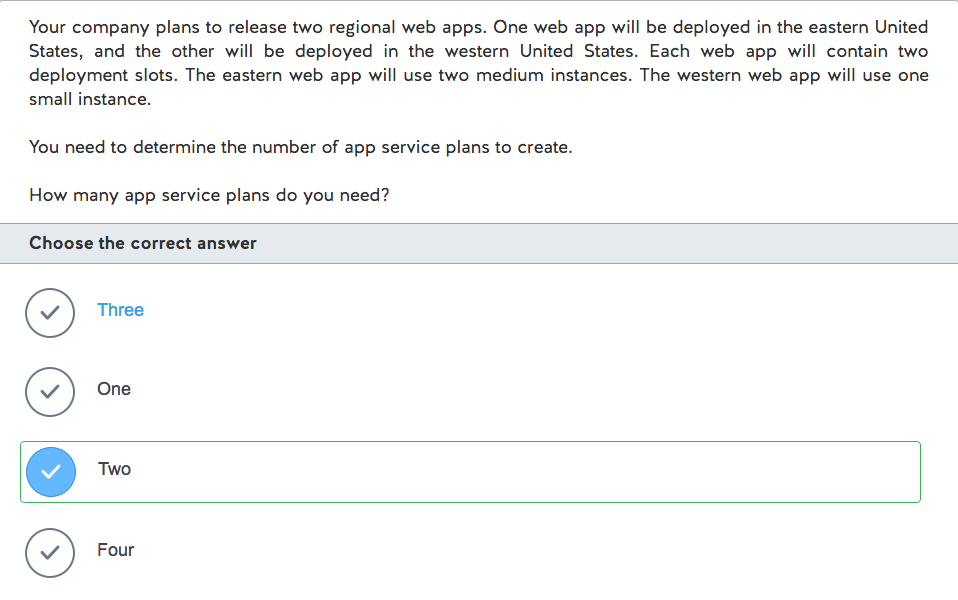 Your company plans to release two regional web apps. One web app will be deployed in the eastern United
States, and the other will be deployed in the western United States. Each web app will contain two
deployment slots. The eastern web app will use two medium instances. The western web app will use one
small instance.
You need to determine the number of app service plans to create.
How many app service plans do you need?
Choose the correct answer
Three
One
Two
Four